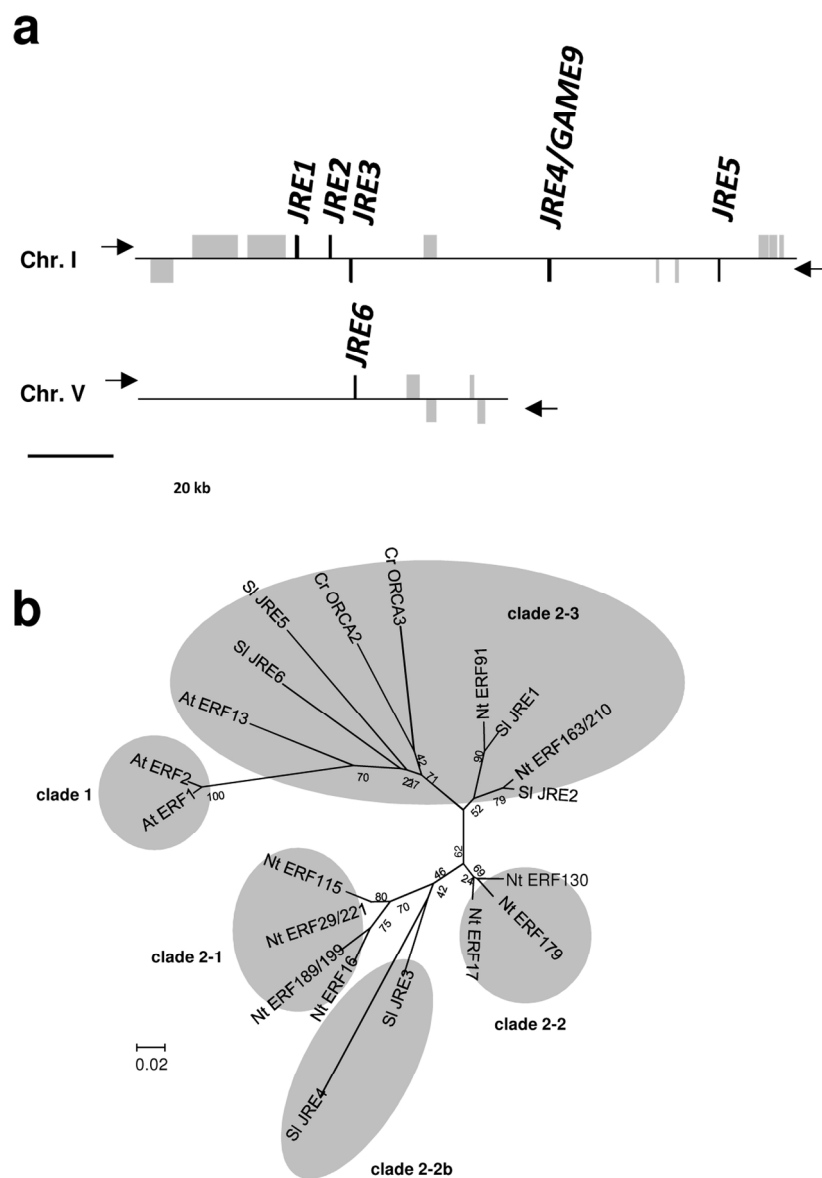 a
JRE1
JRE2
JRE3
JRE4/GAME9
JRE5
Chr. I
JRE6
Chr. V
20 kb
b
Cr ORCA3
Cr ORCA2
Sl JRE5
Sl JRE6
At ERF13
clade 2-3
Nt ERF91
Sl JRE1
Nt ERF163/210
Sl JRE2
At ERF2
At ERF1
clade 1
100
70
42
71
90
79
52
62
Nt ERF115
Nt ERF29/221
Nt ERF189/199
Nt ERF16
clade 2-1
80
70
75
46
42
69
24
Nt ERF130
Nt ERF179
Nt ERF17
clade 2-2
Sl JRE3
Sl JRE4
clade 2-2b
0.02